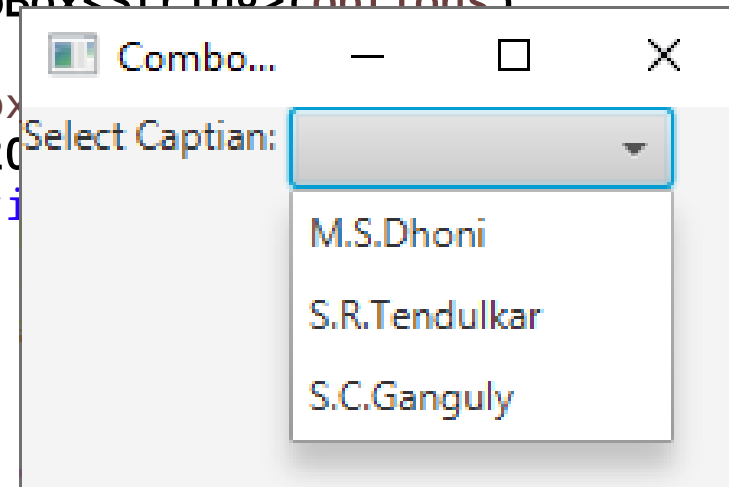 Combo...
Select Captian:
M.S.Dhoni
S.R.Tendulkar
S.C.Ganguly